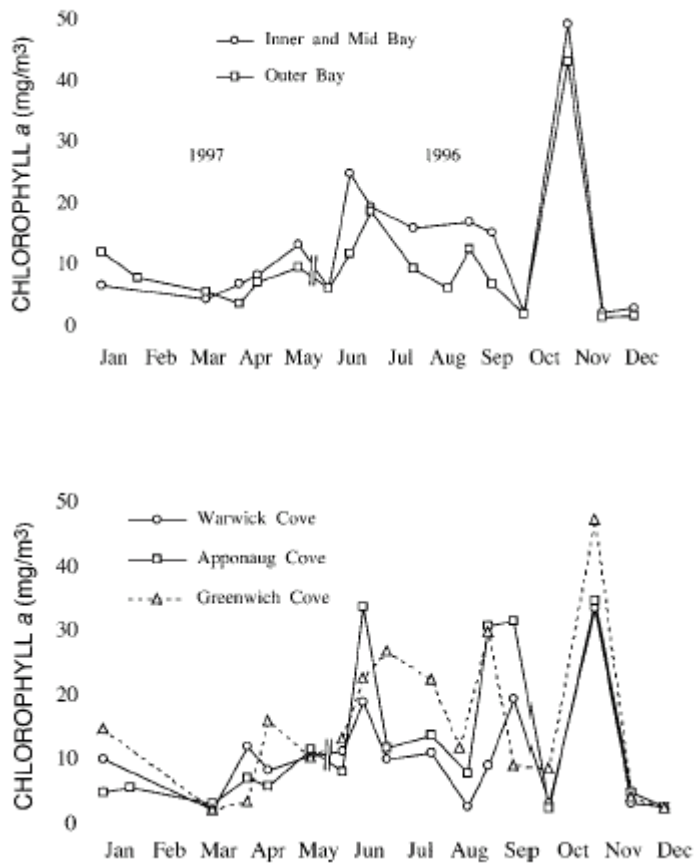 50
Inner and Mid Bay
40
Outer Bay
30
1997
1996
20
10
0
CHLOROPHYLL a (mg/m3)
Jan Feb Mar Apr May Jun Jul Aug Sep Oct Nov Dec
50
Warwick Cove
40
Apponaug Cove
Greenwich Cove
30
20
10
0
CHLOROPHYLL a (mg/m3)
Jan Feb Mar Apr May Jun Jul Aug Sep Oct Nov Dec